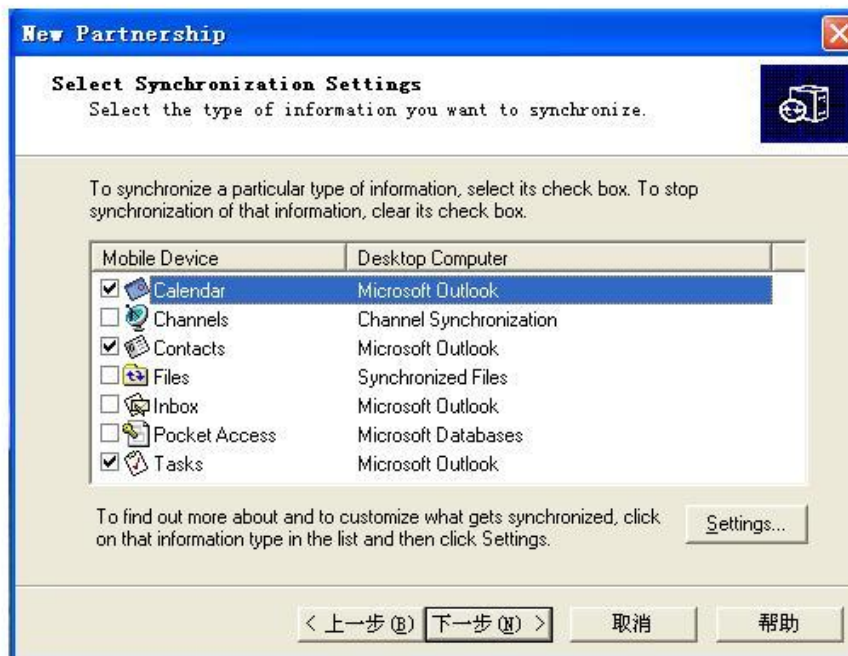 New Partnership
Select Synchronization Settings
Select the type of information you want to synchronize.
To synchronize a particular type of information, select its check box. To stop
synchronization of that information, clear its check box.
Mobile Device Desktop Computer
Calendar Microsoft Outlook
Channels Channel Synchronization
Contacts Microsoft Outlook
Files Synchronized Files
Inbox Microsoft Outlook
Pocket Access Microsoft Databases
Tasks Microsoft Outlook
To find out more about and to customize what gets synchronized, click
on that information type in the list and then click Settings.
Settings...
< 上一步(B) 下一步(N) > 取消 帮助